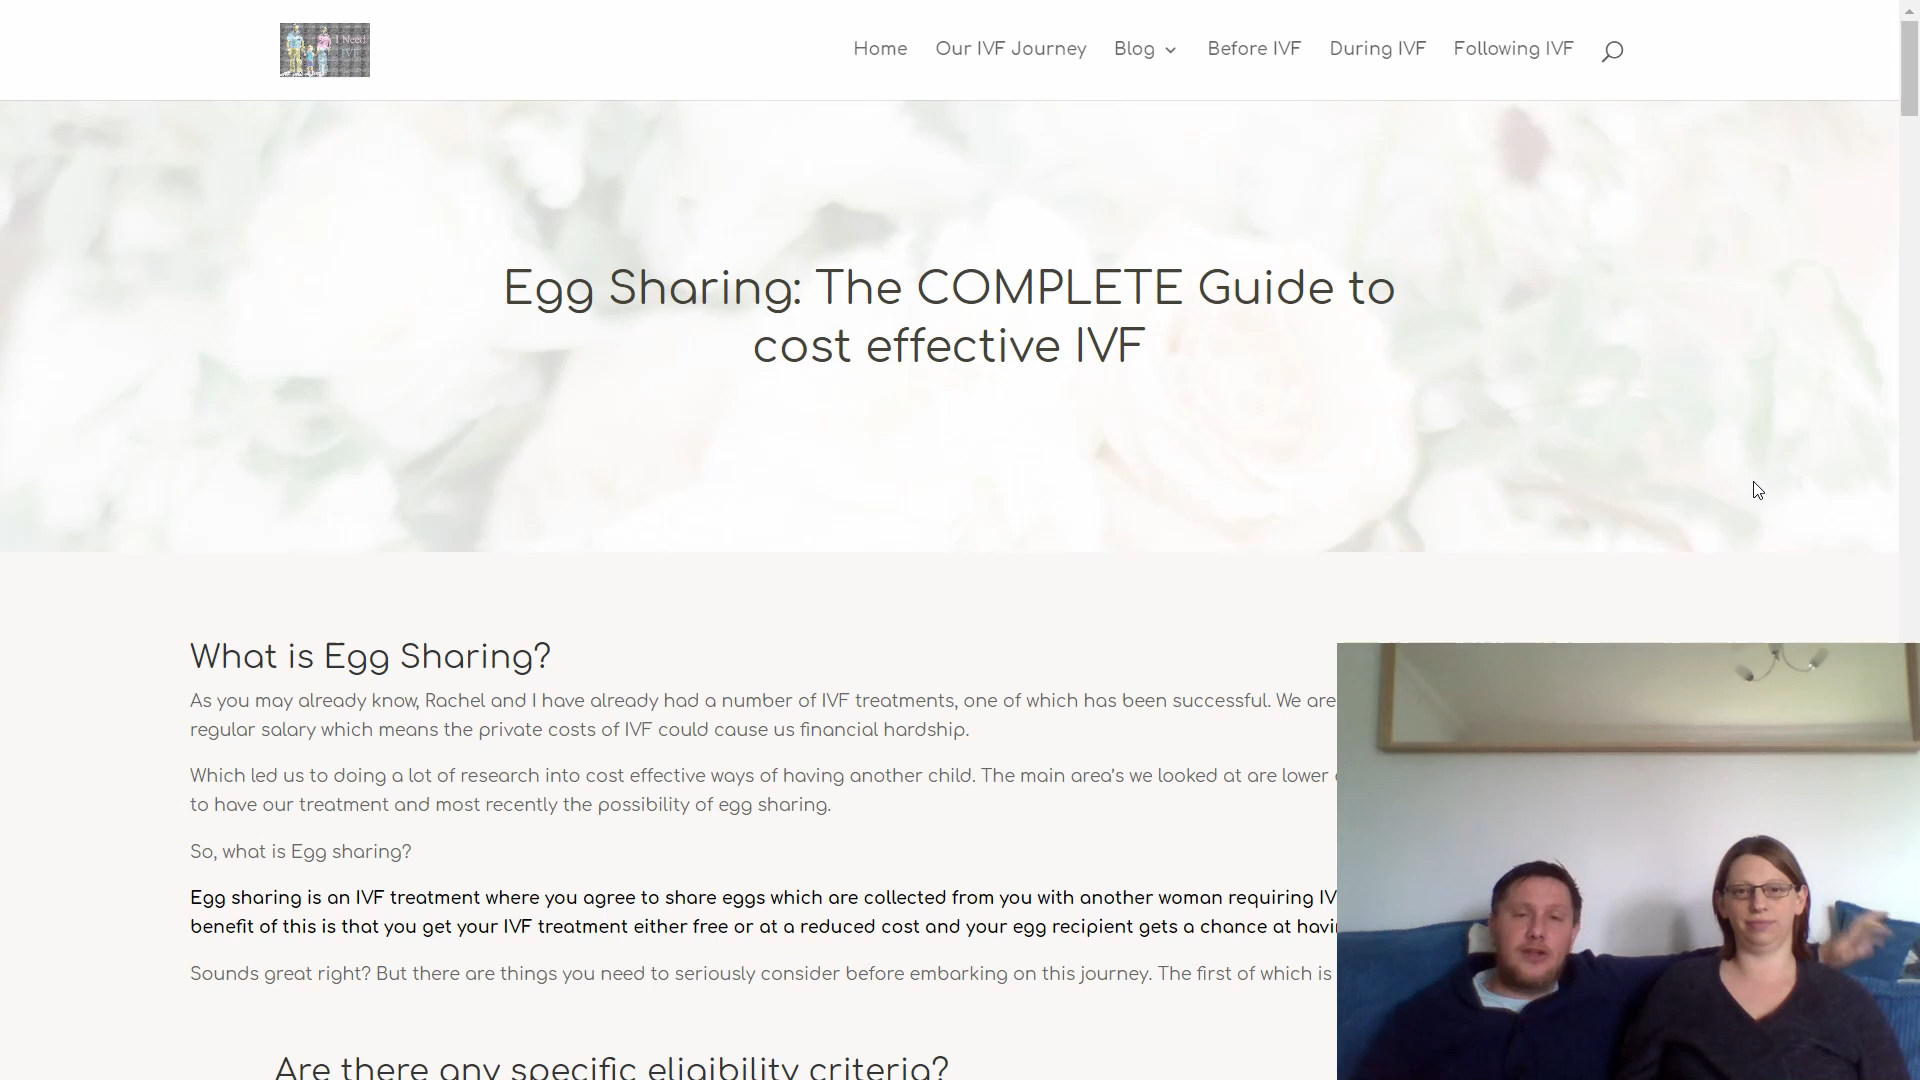 I Need
Home Our IVF Journey Blog Before IVF During IVF Following IVF
Egg Sharing: The COMPLETE Guide to
cost effective IVF
What is Egg Sharing?
As you may already know, Rachel and I have already had a number of IVF treatments, one of which has been successful. We are
regular salary which means the private costs of IVF could cause us financial hardship.
Which led us to doing a lot of research into cost effective ways of having another child. The main area’s we looked at are lower
to have our treatment and most recently the possibility of egg sharing.
So, what is Egg sharing?
Egg sharing is an IVF treatment where you agree to share eggs which are collected from you with another woman requiring
benefit of this is that you get your IVF treatment either free or at a reduced cost and your egg recipient gets a chance at
Sounds great right? But there are things you need to seriously consider before embarking on this journey. The first of which is
Are there any specific eligibility criteria?